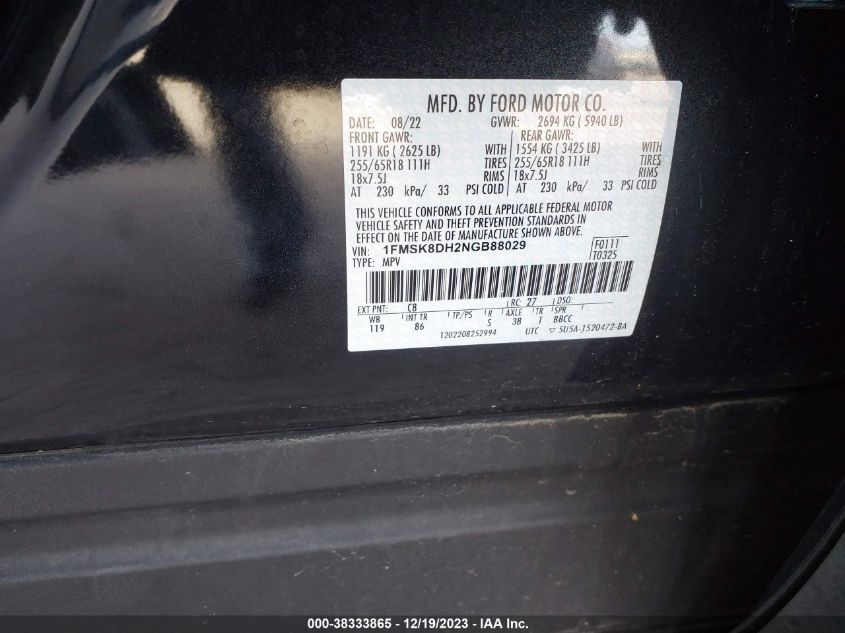 MFD. BY FORD MOTOR CO.
DATE: 08/22 GVWR: 2694 KG ( 5940 LB)
FRONT GAWR: REAR GAWR:
1191 KG ( 2625 LB) WITH 1554 KG ( 3425 LB) WITH
255/65R18 111H TIRES 255/65R18 111H TIRES
18x7.5J RIMS 18x7.5J RIMS
AT 230 kPa/ 33 PSI COLD AT 230 kPa/ 33 PSI COLD
THIS VEHICLE CONFORMS TO ALL APPLICABLE FEDERAL MOTOR
VEHICLE SAFETY AND THEFT PREVENTION STANDARDS IN
EFFECT ON THE DATE OF MANUFACTURE SHOWN ABOVE.
VIN: 1FMSK8DH2NGB88029 F0111
TYPE: MPV T0325
EXT PNT: C8 RC: 27 DSO:
WB INT TR TP/PS R AXLE TR SPR
119 86 S 3B T BBCC
1202208252994 UTC ▽ 5U5A-1520472-BA
000-38333865 - 12/19/2023 - IAA Inc.